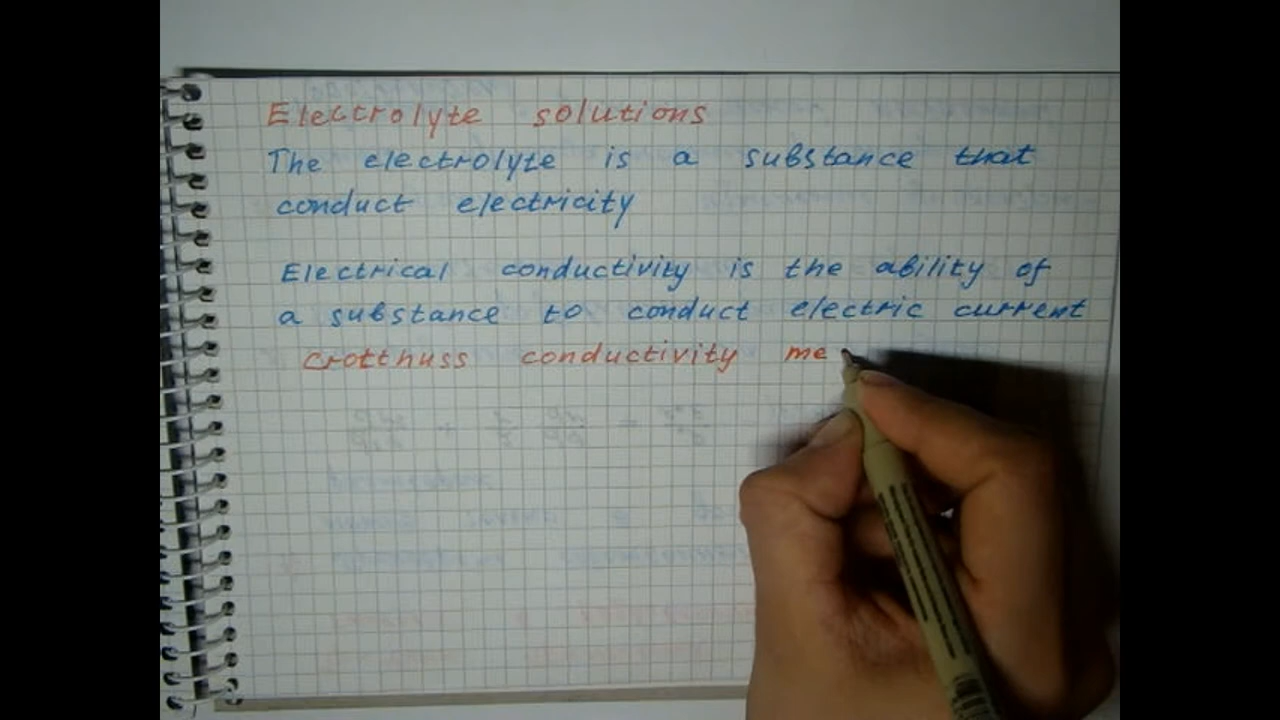 Electrolyte solutions
The electrolyte is a substance that
conduct electricity
Electrical conductivity is the ability of
a substance to conduct electric current
Crotthuss conductivity me